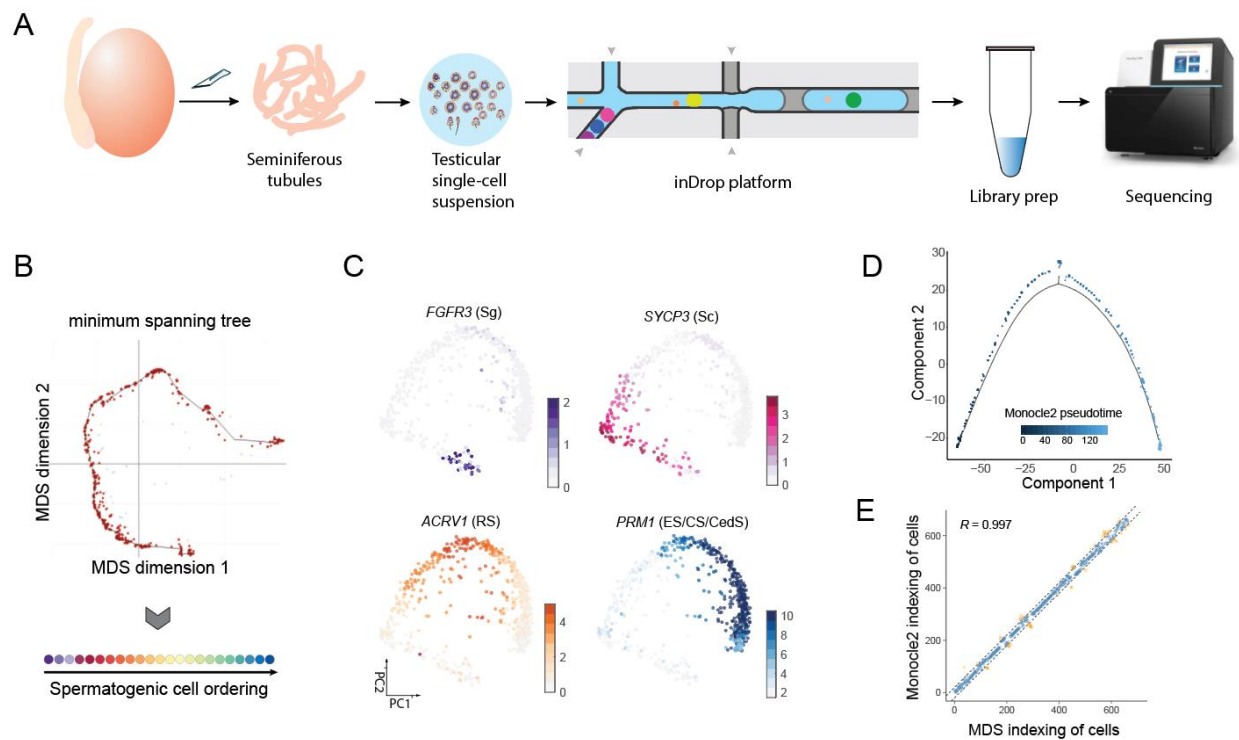 A
Seminiferous
tubules
Testicular
single-cell
suspension
inDrop platform
Library prep
Sequencing
B
minimum spanning tree
MDS dimension 2
MDS dimension 1
Spermatogenic cell ordering
C
FGFR3 (Sg)
2
1
0
SYCP3 (Sc)
3
2
1
0
ACRV1 (RS)
4
2
0
PC2
PC1
PRM1 (ES/CS/CedS)
10
8
6
4
2
D
Component 2
30
20
10
0
−10
−20
Monocle2 pseudotime
0 40 80 120
−50 −25 0 25 50
Component 1
E
Monocle2 indexing of cells
R = 0.997
600
400
200
0
0 200 400 600
MDS indexing of cells